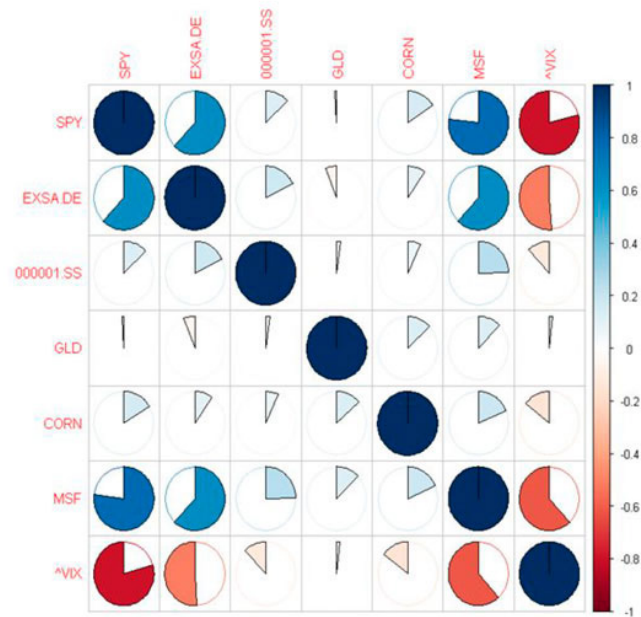 SPY
EXSA.DE
000001.SS
GLD
CORN
MSF
^VIX
SPY
EXSA.DE
000001.SS
GLD
CORN
MSF
^VIX
1
0.8
0.6
0.4
0.2
0
-0.2
-0.4
-0.6
-0.8
-1